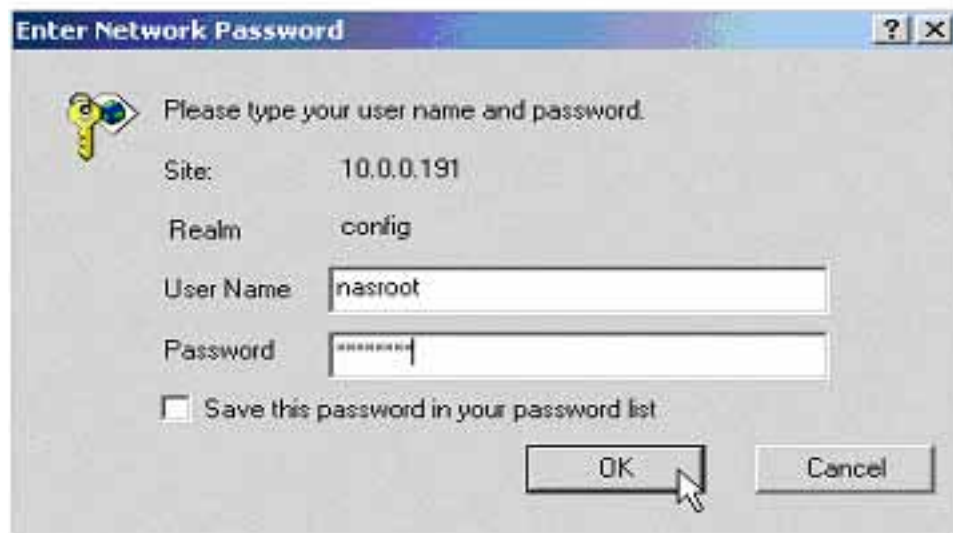 Enter Network Password
Please type your user name and password.
Site: 10.0.0.191
Realm config
User Name nasroot
Password ********
Save this password in your password list
OK Cancel